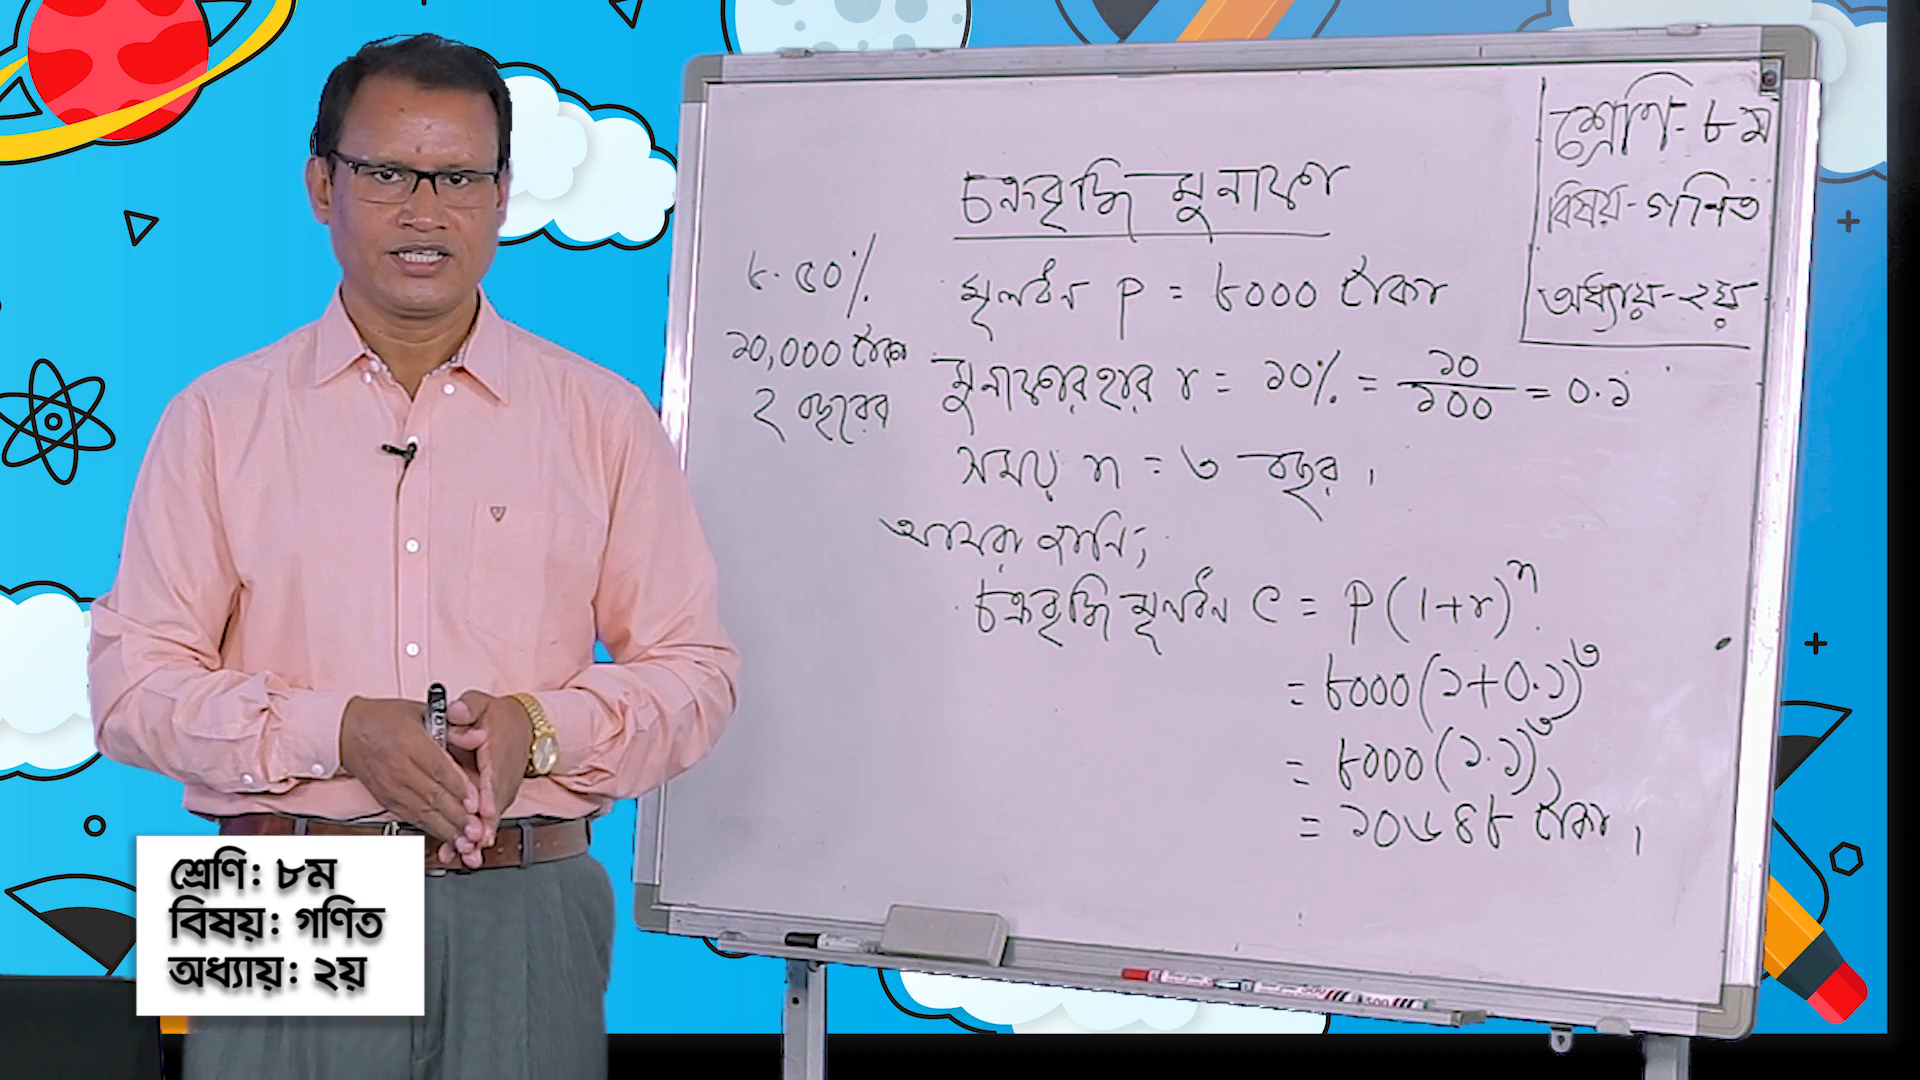 শ্রেণি- ৮ম
বিষয়-গণিত
অধ্যায়-২য়
চক্রবৃদ্ধি মুনাফা
৮.৫০%
১০,০০০ টাকা
২ বছরের
মূলধন P = ৮০০০ টাকা
মুনাফার হার r = ১০% = ১০/১০০ = ০.১
সময় n = ৩ বছর।
আমরা জানি,
চক্রবৃদ্ধি মূলধন C = P(1+r)^n
= ৮০০০(১+০.১)^৩
= ৮০০০(১.১)^৩
= ১০৬৪৮ টাকা।
শ্রেণি: ৮ম
বিষয়: গণিত
অধ্যায়: ২য়